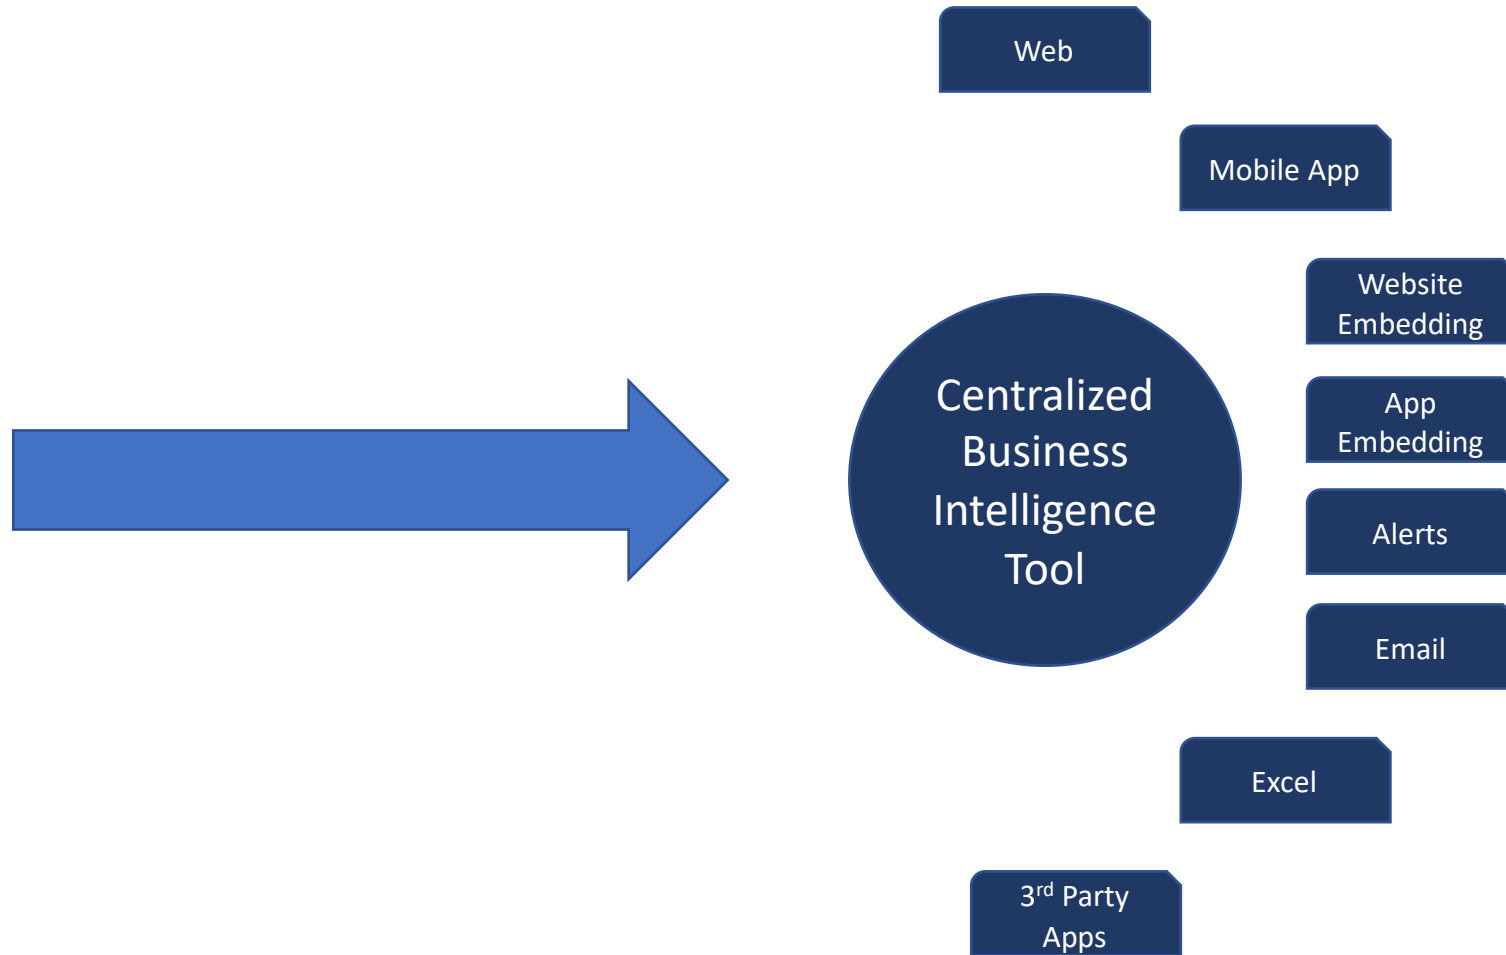 Web
Mobile App
Website
Embedding
App
Embedding
Centralized
Business
Intelligence
Tool
Alerts
Email
Excel
3rd Party
Apps